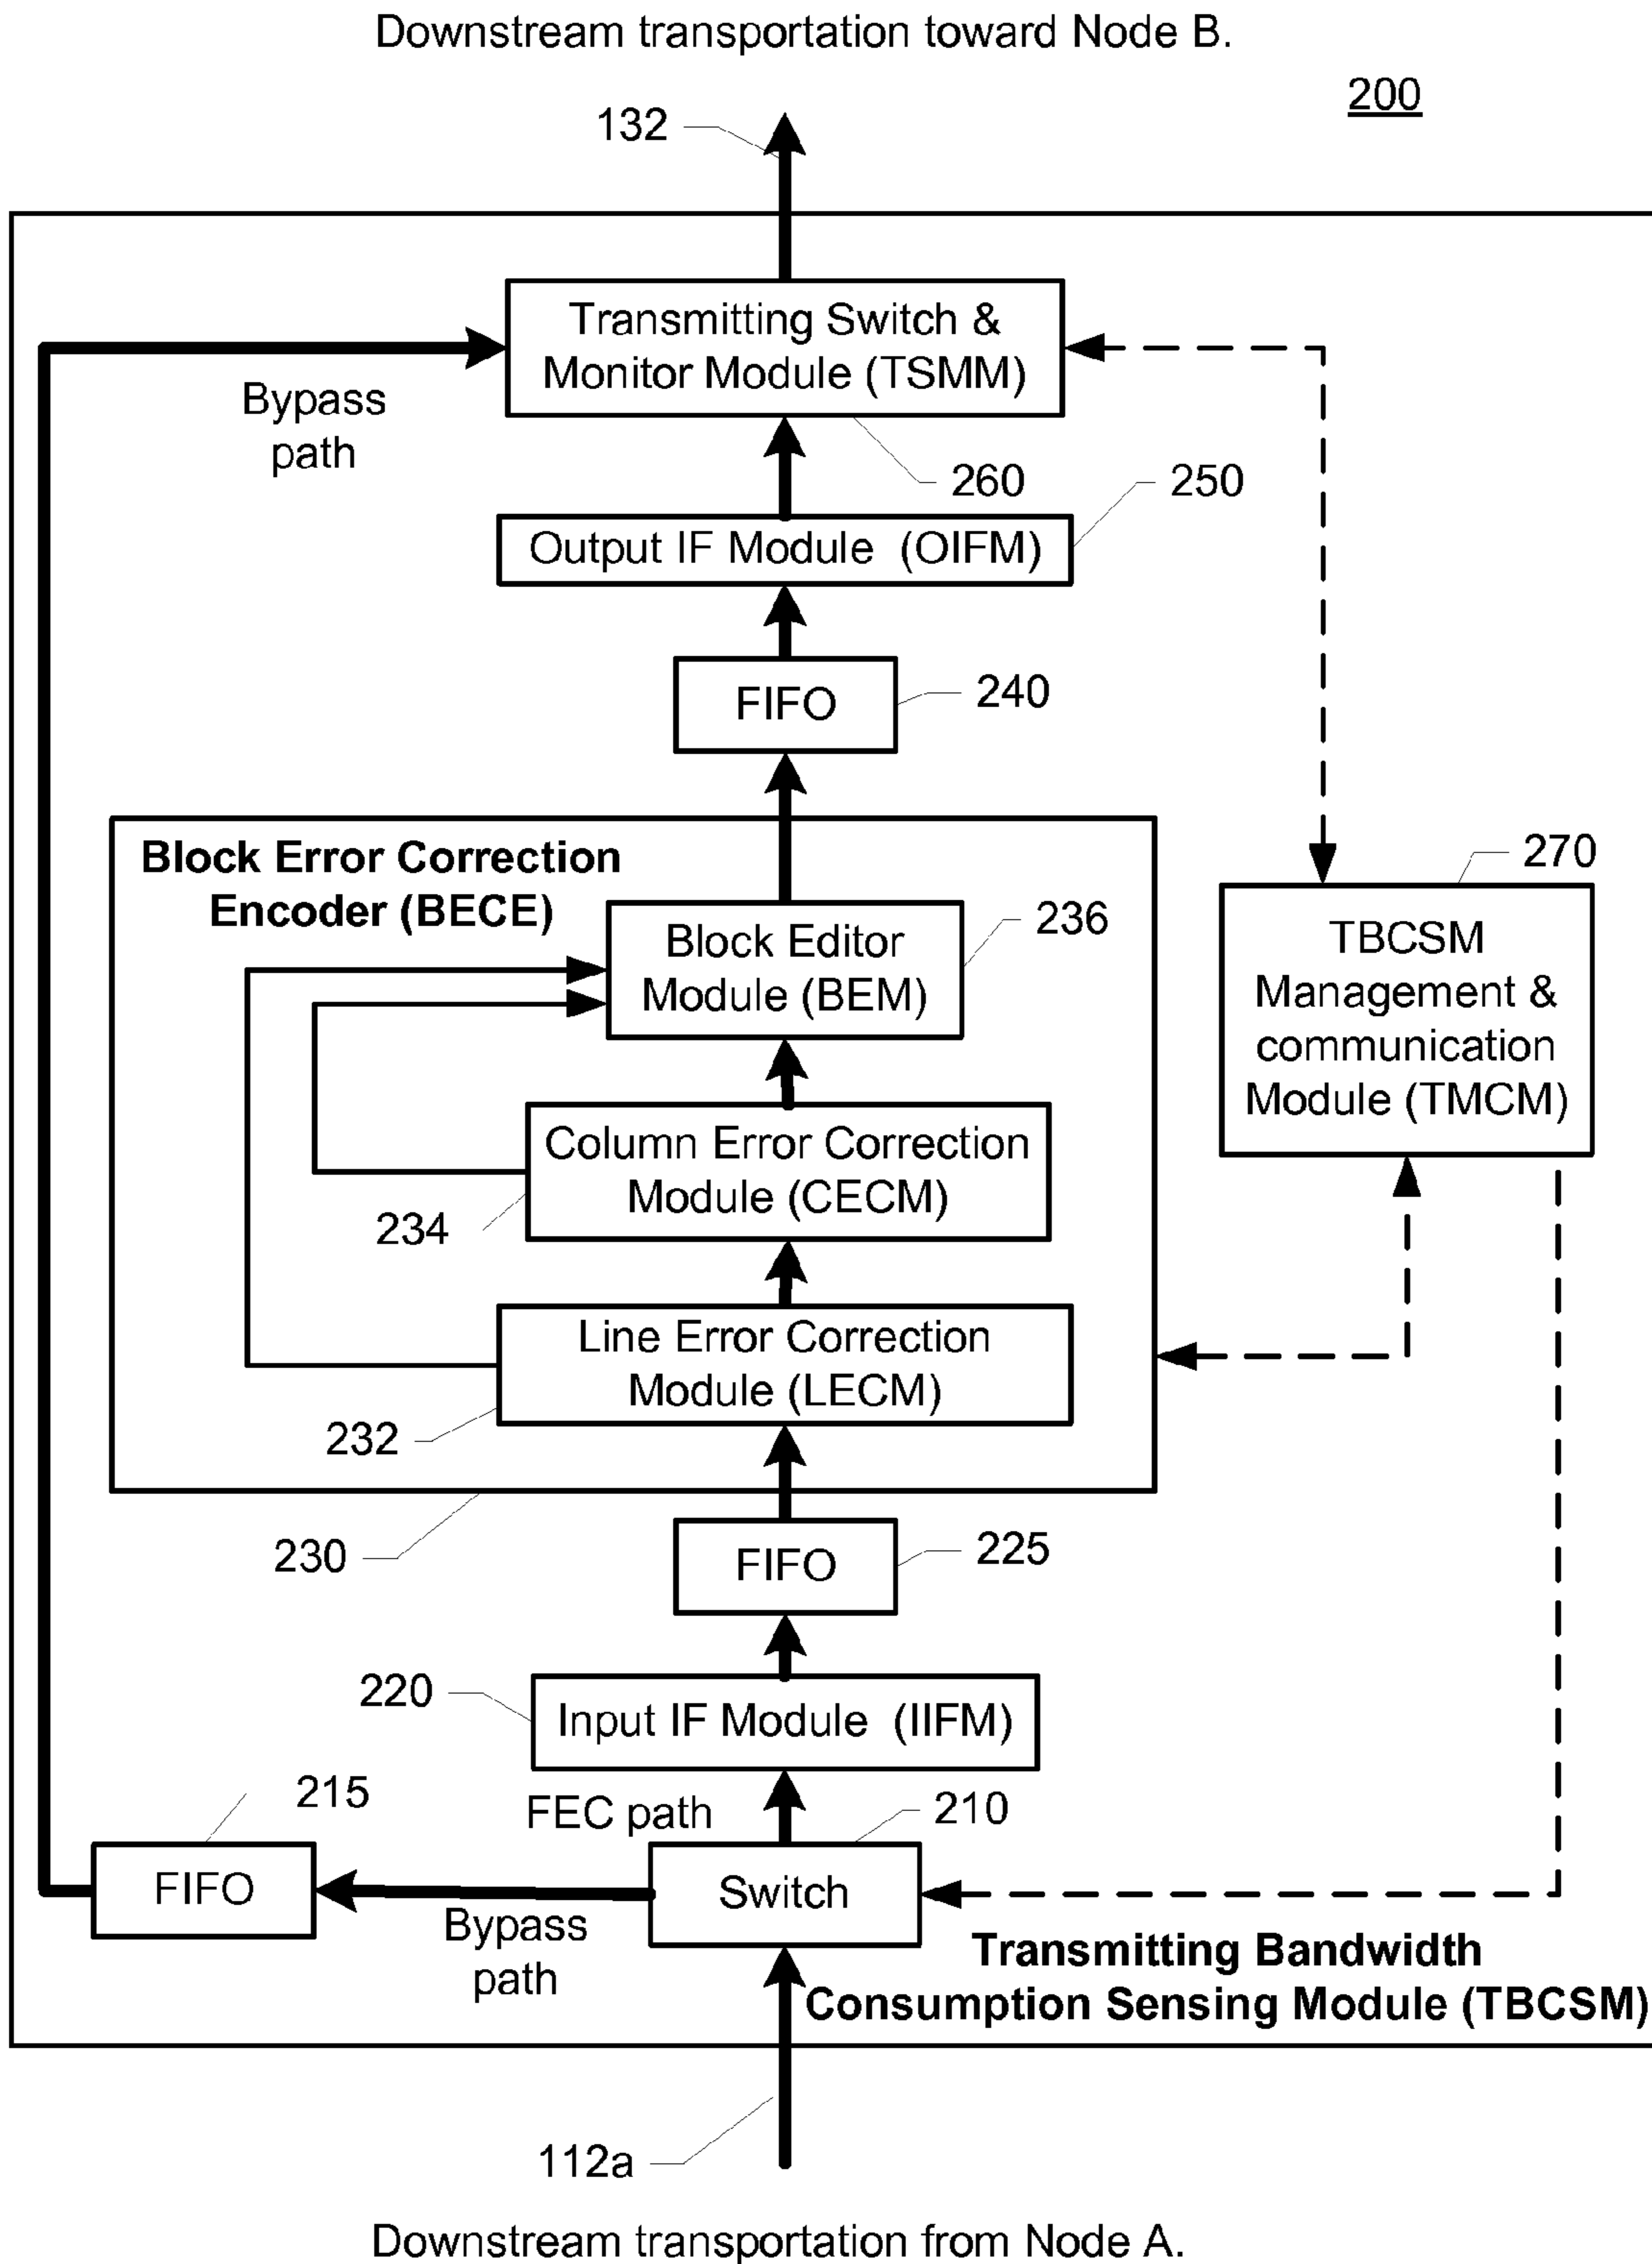 Downstream transportation toward Node B.
200
132
Transmitting Switch &
Monitor Module (TSMM)
Bypass
path
260
250
Output IF Module (OIFM)
240
FIFO
Block Error Correction
Encoder (BECE)
270
236
Block Editor
Module (BEM)
TBCSM
Management &
communication
Module (TMCM)
Column Error Correction
Module (CECM)
234
Line Error Correction
Module (LECM)
232
230
225
FIFO
220
Input IF Module (IIFM)
215
FEC path
210
FIFO
Switch
Bypass
path
Transmitting Bandwidth
Consumption Sensing Module (TBCSM)
112a
Downstream transportation from Node A.